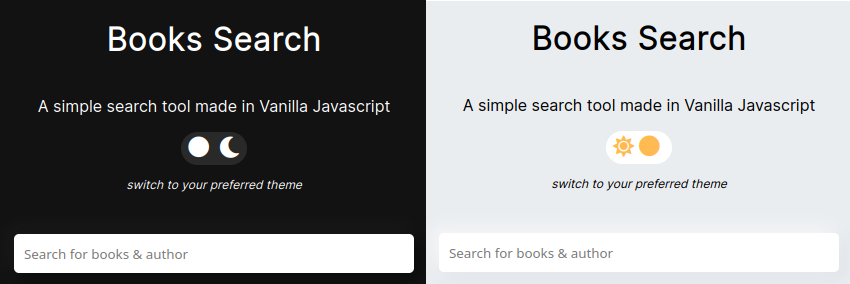 Books Search
A simple search tool made in Vanilla Javascript
switch to your preferred theme
Search for books & author
Books Search
A simple search tool made in Vanilla Javascript
switch to your preferred theme
Search for books & author